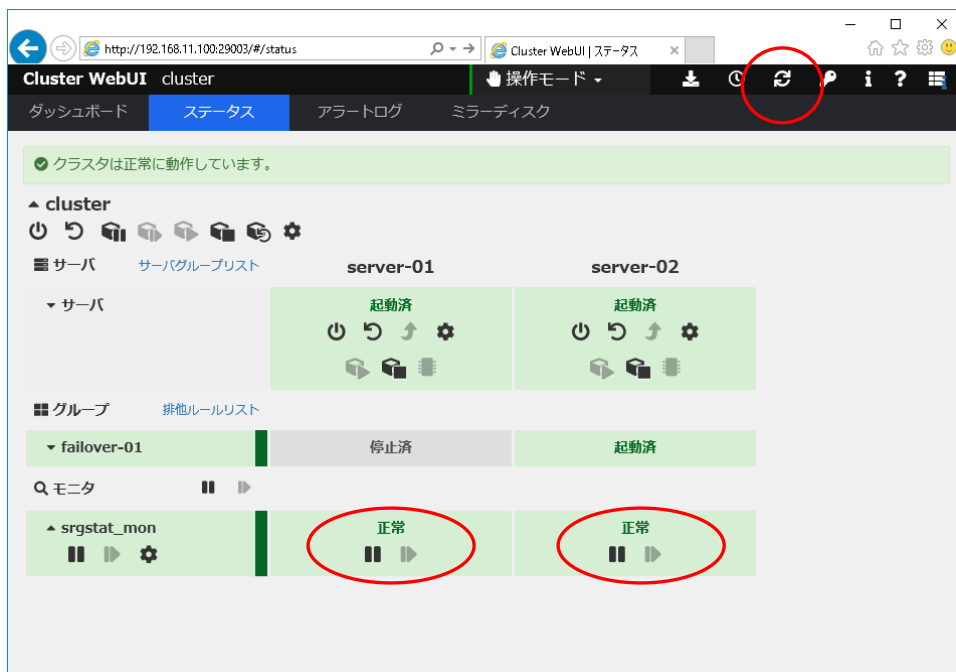 http://192.168.11.100:29003/#/status
Cluster WebUI | ステータス
Cluster WebUI cluster
操作モード
ダッシュボード ステータス アラートログ ミラーディスク
クラスタは正常に動作しています。
cluster
サーバ サーバグループリスト server-01 server-02
サーバ 起動済 起動済
グループ 排他ルールリスト
failover-01 停止済 起動済
モニタ
srgstat_mon 正常 正常